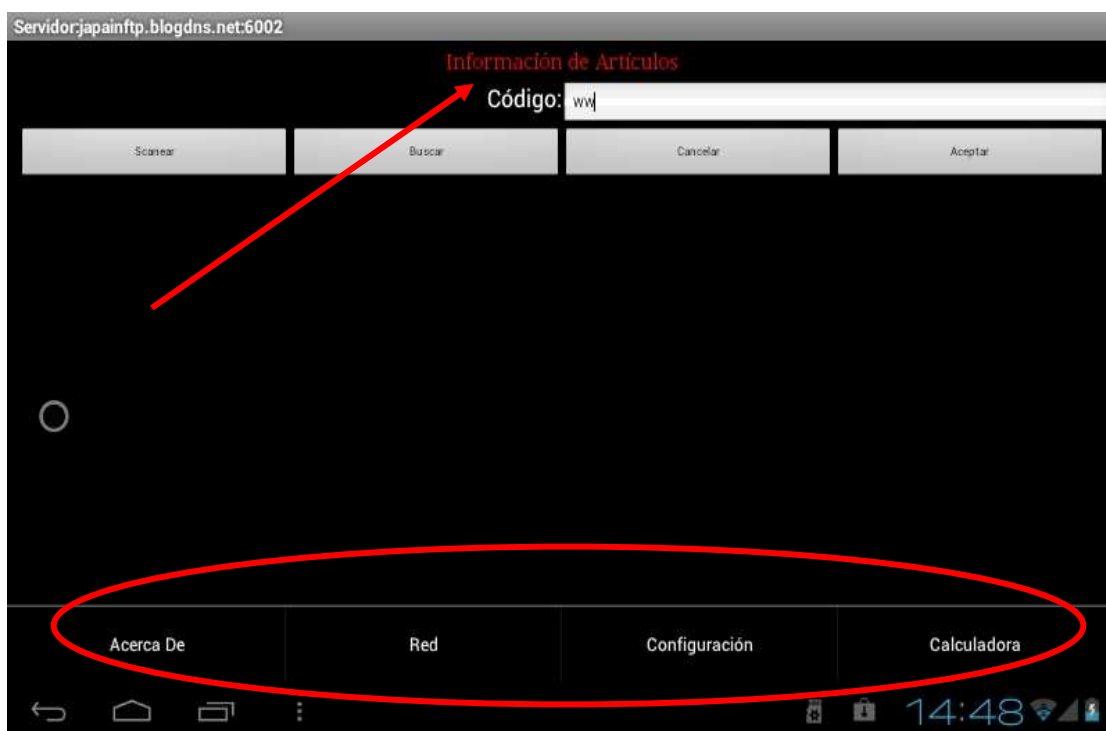 Servidor:japainftp.blogdns.net:6002
Información de Artículos
Código: ww
Scanear Buscar Cancelar Aceptar
Acerca De Red Configuración Calculadora
14:48